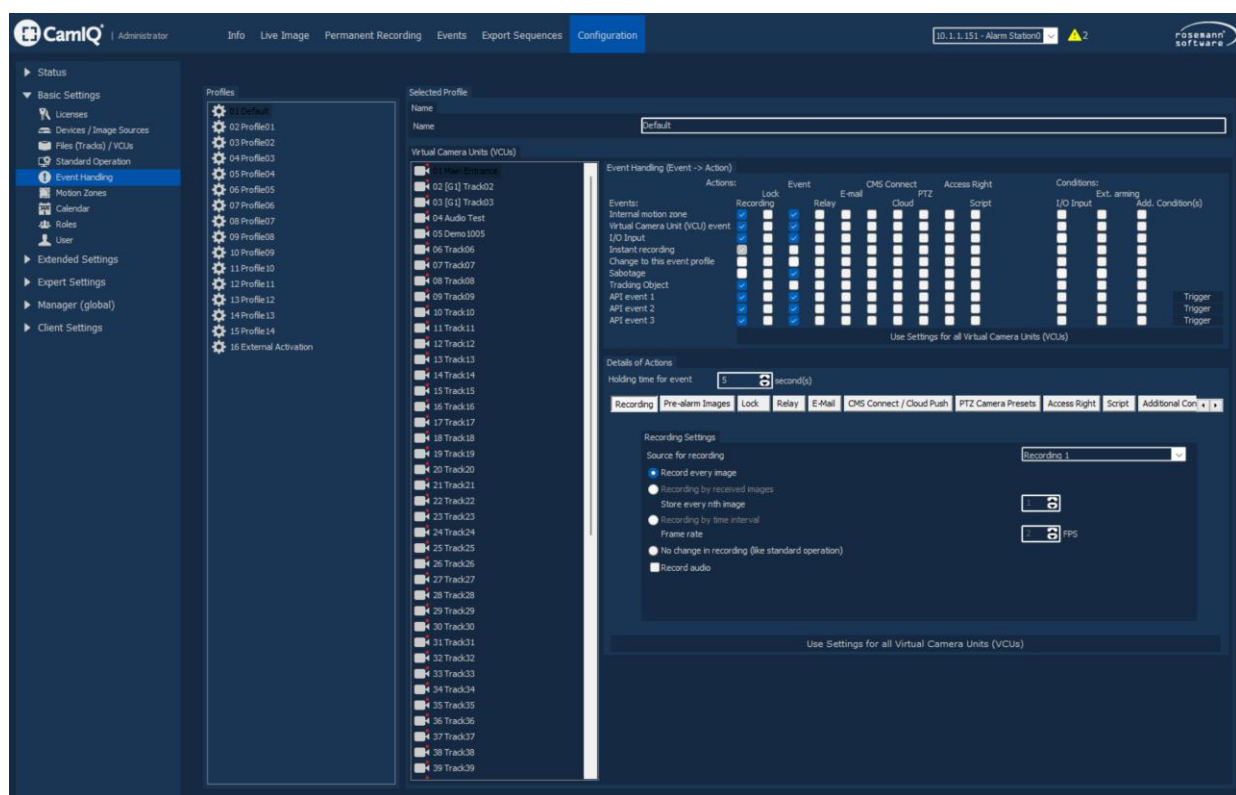 CamIQ | Administrator
Info Live Image Permanent Recording Events Export Sequences Configuration
10.1.1.151 - Alarm Station0
2
rosemann software
Status
Basic Settings
Licenses
Devices / Image Sources
Files (Tracks) / VCUs
Standard Operation
Event Handling
Motion Zones
Calendar
Roles
User
Extended Settings
Expert Settings
Manager (global)
Client Settings
Profiles
01 Default
02 Profile01
03 Profile02
04 Profile03
05 Profile04
06 Profile05
07 Profile06
08 Profile07
09 Profile08
10 Profile09
11 Profile10
12 Profile11
13 Profile12
14 Profile13
15 Profile14
16 External Activation
Selected Profile
Name
Name Default
Virtual Camera Units (VCUs)
01 Main Entrance
02 [G1] Track02
03 [G1] Track03
04 Audio Test
05 Demo1005
06 Track06
07 Track07
08 Track08
09 Track09
10 Track10
11 Track11
12 Track12
13 Track13
14 Track14
15 Track15
16 Track16
17 Track17
18 Track18
19 Track19
20 Track20
21 Track21
22 Track22
23 Track23
24 Track24
25 Track25
26 Track26
27 Track27
28 Track28
29 Track29
30 Track30
31 Track31
32 Track32
33 Track33
34 Track34
35 Track35
36 Track36
37 Track37
38 Track38
39 Track39
Event Handling (Event -> Action)
Actions: Event CMS Connect Access Right Conditions:
Lock E-mail PTZ Ext. arming
Events: Recording Relay Cloud Script I/O Input Add. Condition(s)
Internal motion zone
Virtual Camera Unit (VCU) event
I/O Input
Instant recording
Change to this event profile
Sabotage
Tracking Object
API event 1 Trigger
API event 2 Trigger
API event 3 Trigger
Use Settings for all Virtual Camera Units (VCUs)
Details of Actions
Holding time for event 5 second(s)
Recording Pre-alarm Images Lock Relay E-Mail CMS Connect / Cloud Push PTZ Camera Presets Access Right Script Additional Con
Recording Settings
Source for recording Recording 1
Record every image
Recording by received images
Store every nth image 1
Recording by time interval
Frame rate 2 FPS
No change in recording (like standard operation)
Record audio
Use Settings for all Virtual Camera Units (VCUs)